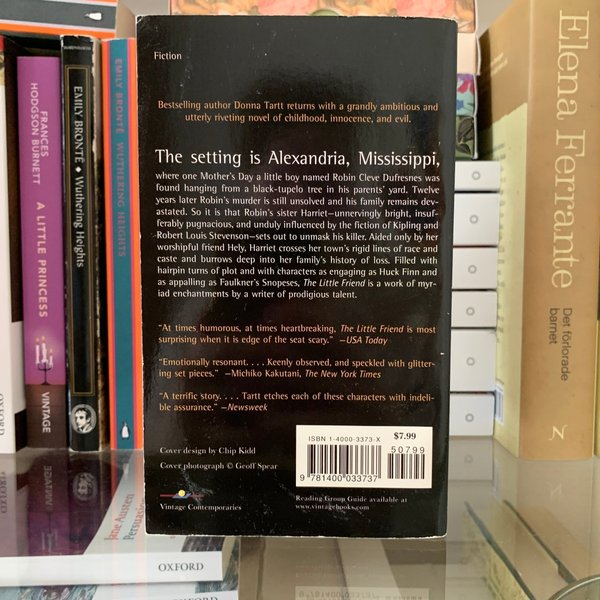 Fiction
Bestselling author Donna Tartt returns with a grandly ambitious and
utterly riveting novel of childhood, innocence, and evil.
The setting is Alexandria, Mississippi,
where one Mother's Day a little boy named Robin Cleve Dufresnes was
found hanging from a black-tupelo tree in his parents' yard. Twelve
years later Robin's murder is still unsolved and his family remains dev-
astated. So it is that Robin's sister Harriet—unnervingly bright, insuf-
ferably pugnacious, and unduly influenced by the fiction of Kipling and
Robert Louis Stevenson—sets out to unmask his killer. Aided only by her
worshipful friend Hely, Harriet crosses her town's rigid lines of race and
caste and burrows deep into her family's history of loss. Filled with
hairpin turns of plot and with characters as engaging as Huck Finn and
as appalling as Faulkner's Snopeses, The Little Friend is a work of myr-
iad enchantments by a writer of prodigious talent.
"At times humorous, at times heartbreaking, The Little Friend is most
surprising when it is edge of the seat scary." —USA Today
"Emotionally resonant. . . . Keenly observed, and speckled with glitter-
ing set pieces." —Michiko Kakutani, The New York Times
"A terrific story. . . . Tartt etches each of these characters with indeli-
ble assurance." —Newsweek
Cover design by Chip Kidd
Cover photograph © Geoff Spear
Vintage Contemporaries
ISBN 1-4000-3373-X
$7.99
50799
9 781400 033737
Reading Group Guide available at
www.vintagebooks.com
OXFORD
FRANCES
HODGSON BURNETT
A LITTLE PRINCESS
VINTAGE
EMILY BRONTË ◆ Wuthering Heights
EMILY BRONTË WUTHERING HEIGHTS
Elena Ferrante
Det förlorade
barnet
Jane Austen
Persuasion
OXFORD
OXFORD